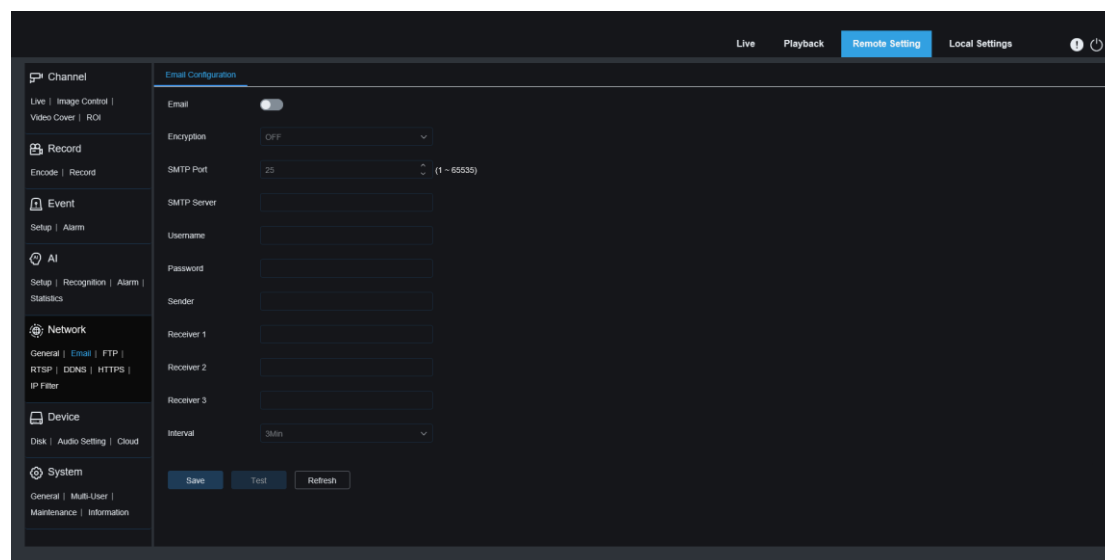 Live Playback Remote Setting Local Settings
Channel
Live | Image Control |
Video Cover | ROI
Record
Encode | Record
Event
Setup | Alarm
AI
Setup | Recognition | Alarm |
Statistics
Network
General | Email | FTP |
RTSP | DDNS | HTTPS |
IP Filter
Device
Disk | Audio Setting | Cloud
System
General | Multi-User |
Maintenance | Information
Email Configuration
Email
Encryption OFF
SMTP Port 25 (1 ~ 65535)
SMTP Server
Username
Password
Sender
Receiver 1
Receiver 2
Receiver 3
Interval 3Min
Save Test Refresh